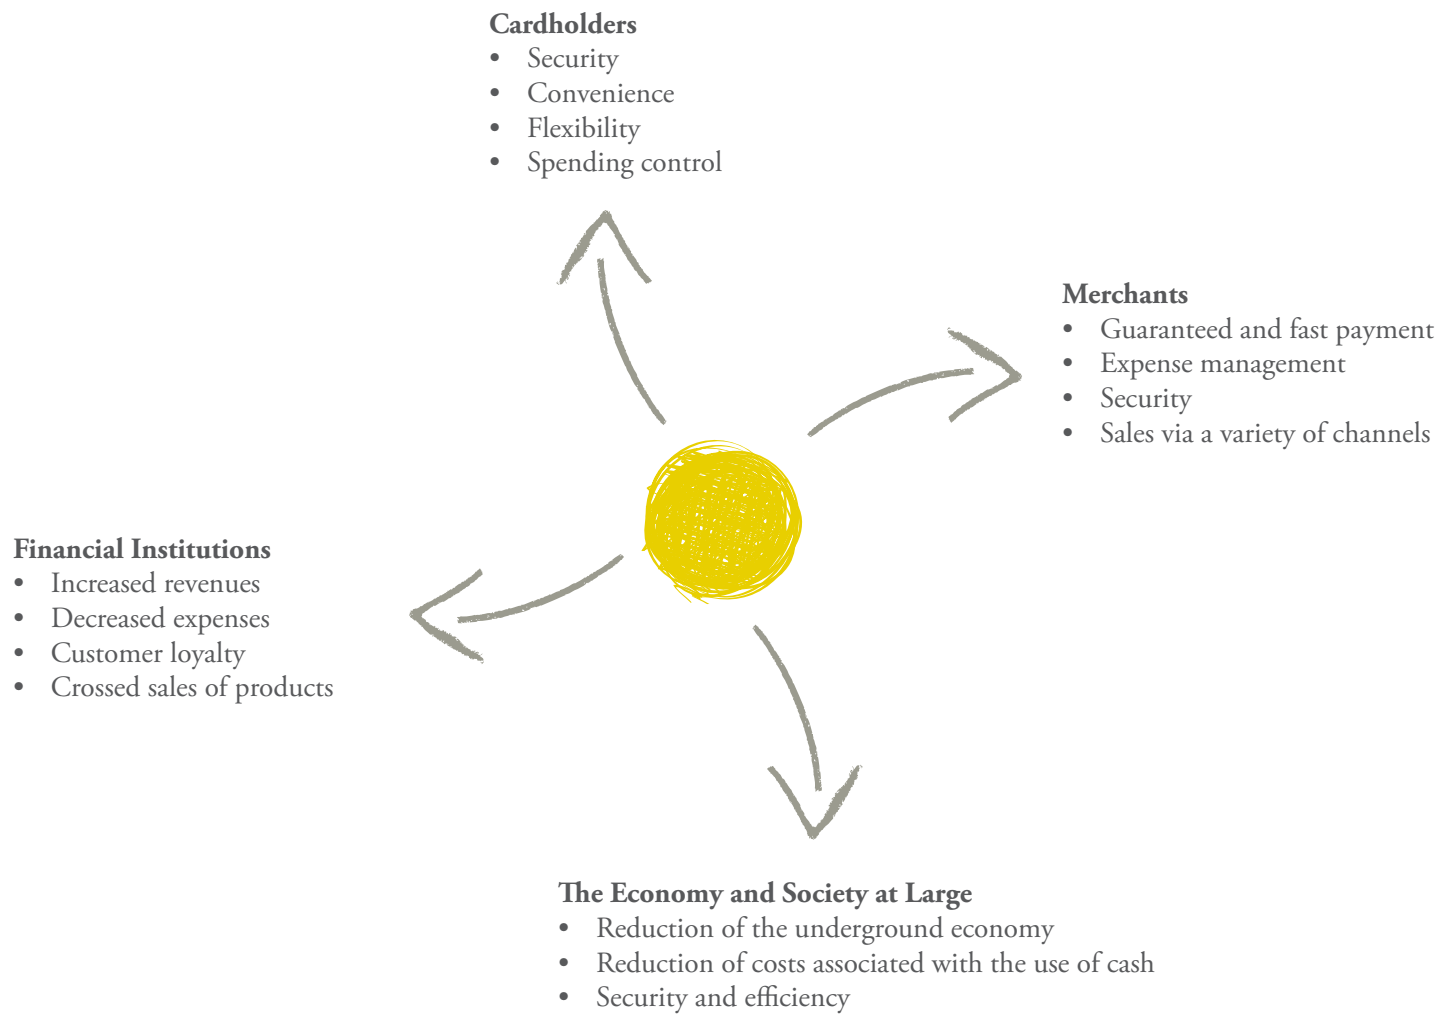 Cardholders
• Security
• Convenience
• Flexibility
• Spending control
Merchants
• Guaranteed and fast payment
• Expense management
• Security
• Sales via a variety of channels
Financial Institutions
• Increased revenues
• Decreased expenses
• Customer loyalty
• Crossed sales of products
The Economy and Society at Large
• Reduction of the underground economy
• Reduction of costs associated with the use of cash
• Security and efficiency